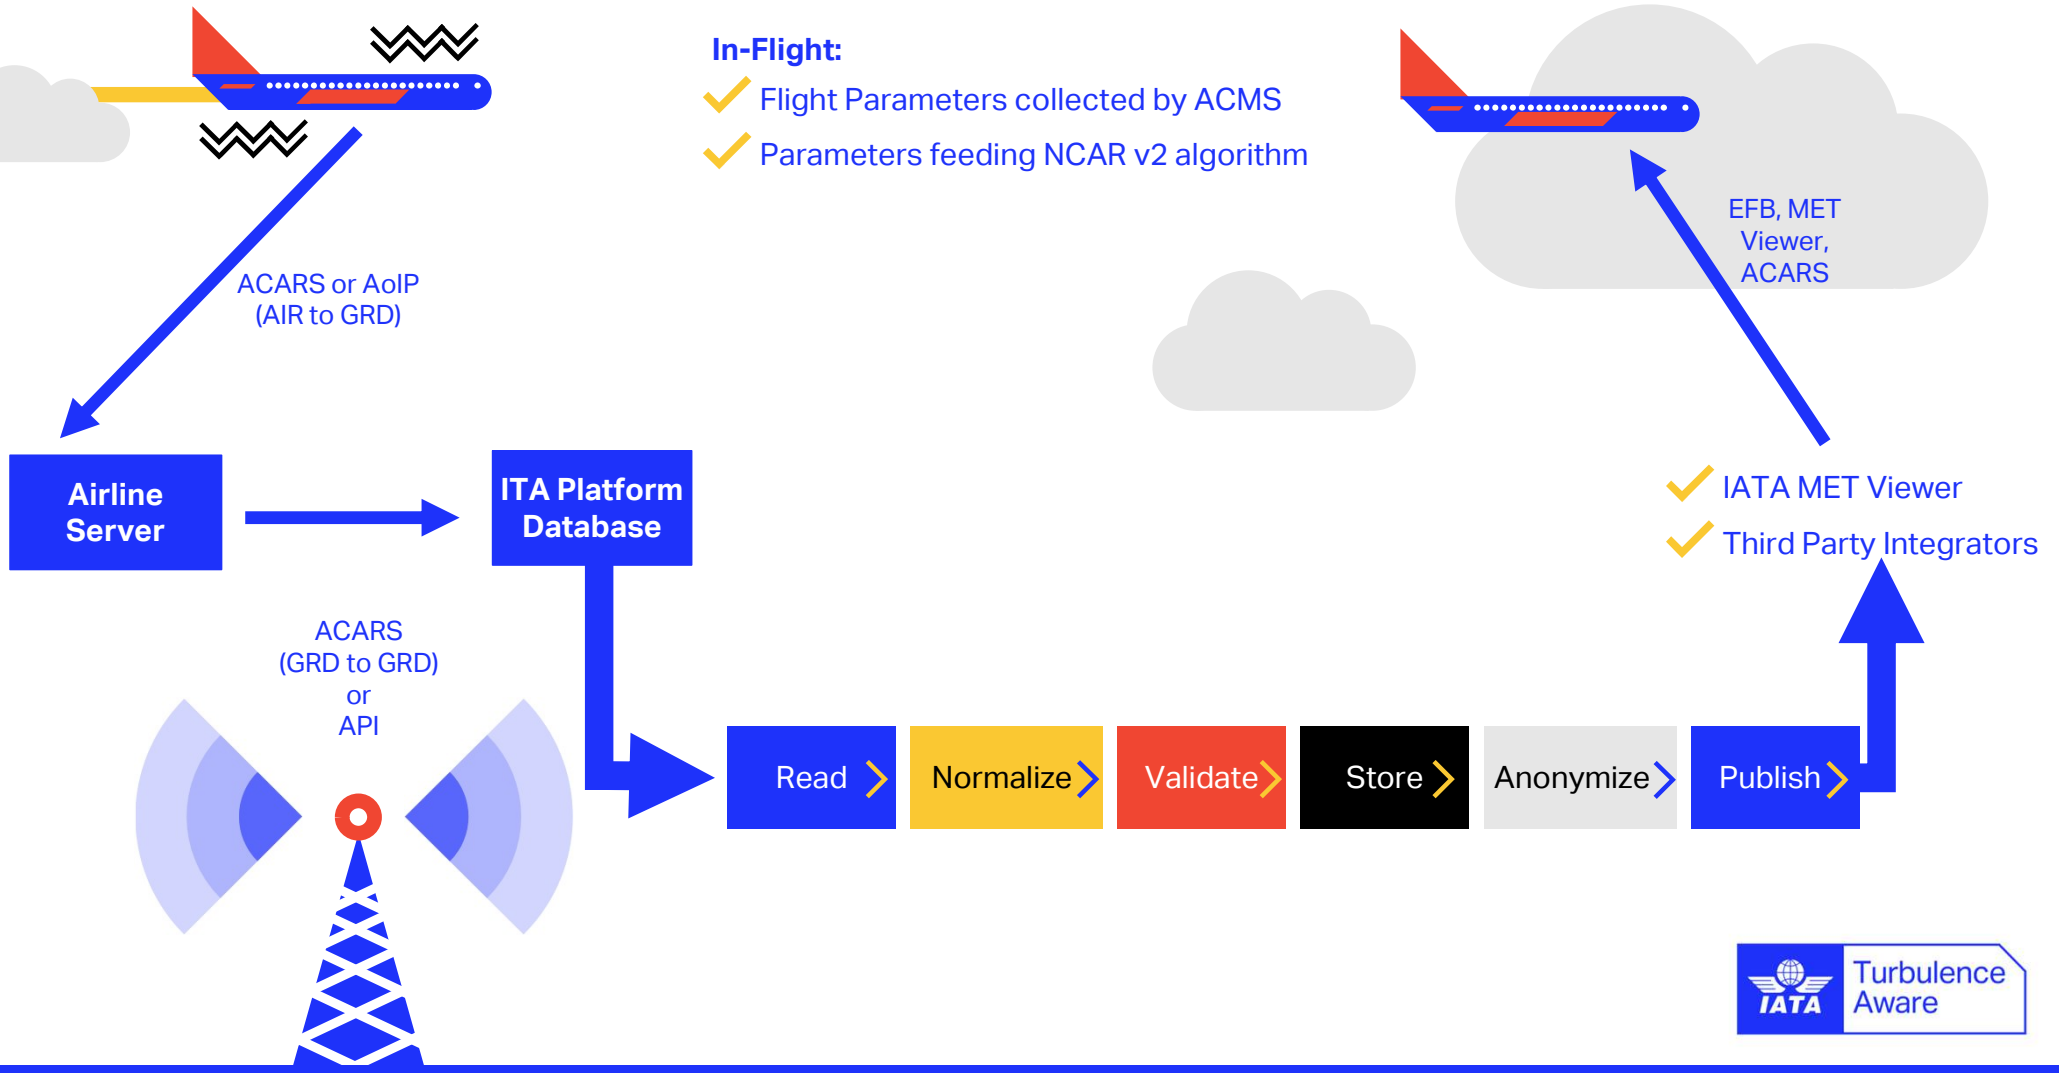 In-Flight:
Flight Parameters collected by ACMS
Parameters feeding NCAR v2 algorithm
EFB, MET
Viewer,
ACARS
ACARS or AoIP
(AIR to GRD)
Airline
Server
ITA Platform
Database
IATA MET Viewer
Third Party Integrators
ACARS
(GRD to GRD)
or
API
Read
Normalize
Validate
Store
Anonymize
Publish
IATA
Turbulence
Aware